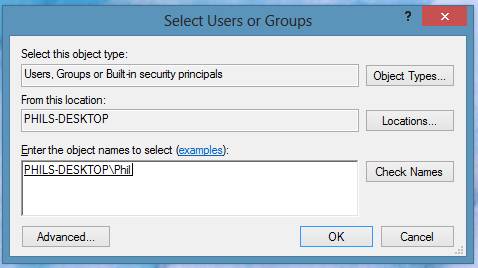 Select Users or Groups
?
x
Select this object type:
Users, Groups or Built-in security principals
Object Types...
From this location:
PHILS-DESKTOP
Locations...
Enter the object names to select (examples):
PHILS-DESKTOP\Phil
Check Names
Advanced...
OK
Cancel